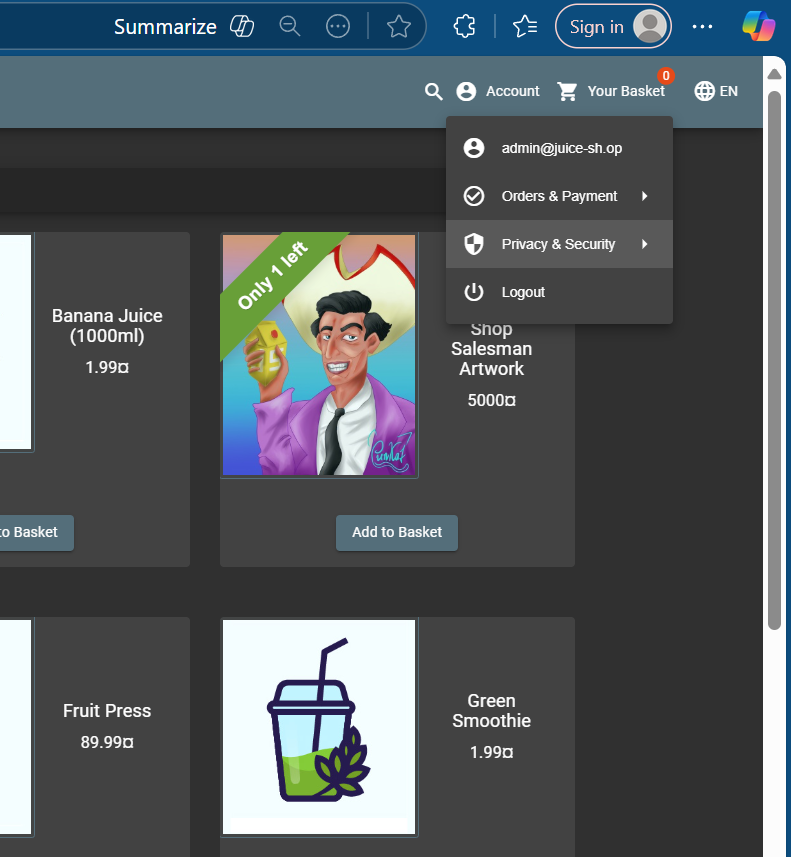 Summarize
Sign in
0
Account
Your Basket
EN
admin@juice-sh.op
Orders & Payment
Privacy & Security
Logout
Only 1 left
Banana Juice
(1000ml)
1.99¤
Shop
Salesman
Artwork
5000¤
to Basket
Add to Basket
Fruit Press
89.99¤
Green
Smoothie
1.99¤